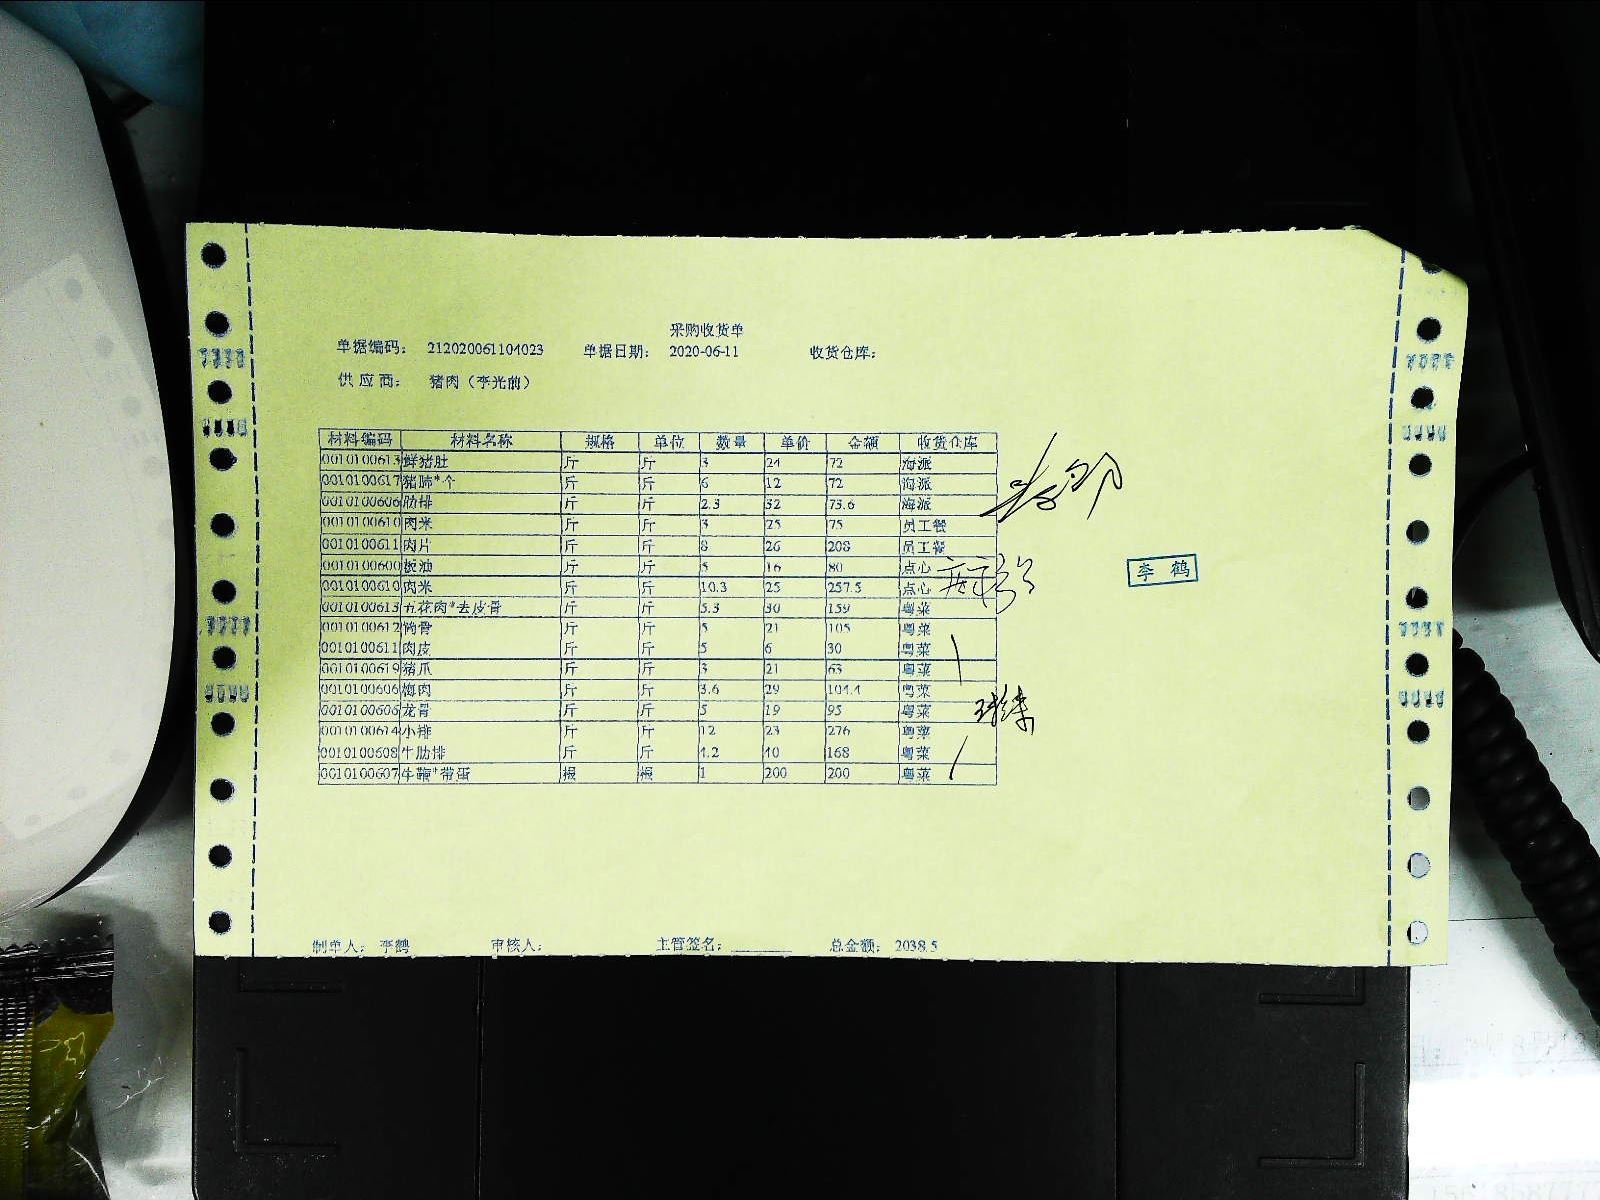 采购收货单
单据编码: 212020061104023 单据日期: 2020-06-11 收货仓库:
供应商: 猪肉（李光前）
材料编码 材料名称 规格 单位 数量 单价 金额 收货仓库
0010100613 鲜猪肚 斤 斤 3 24 72 海派
0010100617 猪肺*个 斤 斤 6 12 72 海派
0010100606 肋排 斤 斤 2.3 32 73.6 海派
0010100610 肉米 斤 斤 3 25 75 员工餐
0010100611 肉片 斤 斤 8 26 208 员工餐
0010100600 板油 斤 斤 5 16 80 点心
0010100610 肉米 斤 斤 10.3 25 257.5 点心
0010100613 五花肉*去皮骨 斤 斤 5.3 30 159 粤菜
0010100612 筒骨 斤 斤 5 21 105 粤菜
0010100611 肉皮 斤 斤 5 6 30 粤菜
0010100619 猪爪 斤 斤 3 21 63 粤菜
0010100606 梅肉 斤 斤 3.6 29 104.4 粤菜
0010100606 龙骨 斤 斤 5 19 95 粤菜
0010100614 小排 斤 斤 12 23 276 粤菜
0010100608 牛肋排 斤 斤 4.2 40 168 粤菜
0010100607 牛鞭*带蛋 根 根 1 200 200 粤菜
李鹤
制单人: 李鹤 审核人: 主管签名: 总金额: 2038.5